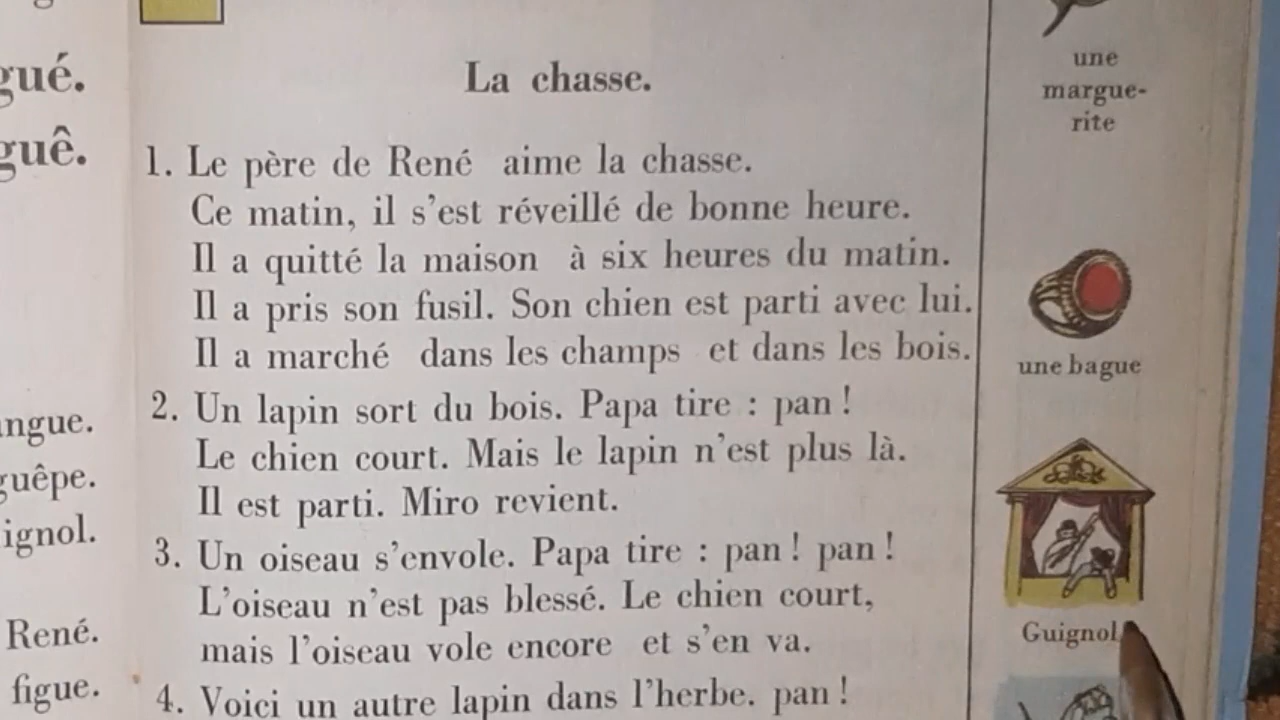 gué.
guê.
ngue.
guêpe.
ignol.
René.
figue.
La chasse.
1. Le père de René aime la chasse.
Ce matin, il s'est réveillé de bonne heure.
Il a quitté la maison à six heures du matin.
Il a pris son fusil. Son chien est parti avec lui.
Il a marché dans les champs et dans les bois.
2. Un lapin sort du bois. Papa tire : pan !
Le chien court. Mais le lapin n'est plus là.
Il est parti. Miro revient.
3. Un oiseau s'envole. Papa tire : pan ! pan !
L'oiseau n'est pas blessé. Le chien court,
mais l'oiseau vole encore et s'en va.
4. Voici un autre lapin dans l'herbe. pan !
une
margue-
rite
une bague
Guignol